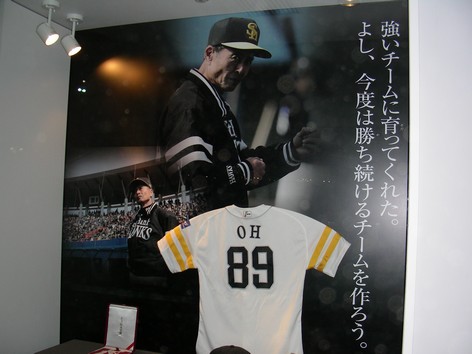 強いチームに育ってくれた。
よし、今度は勝ち続けるチームを作ろう。
OH
89